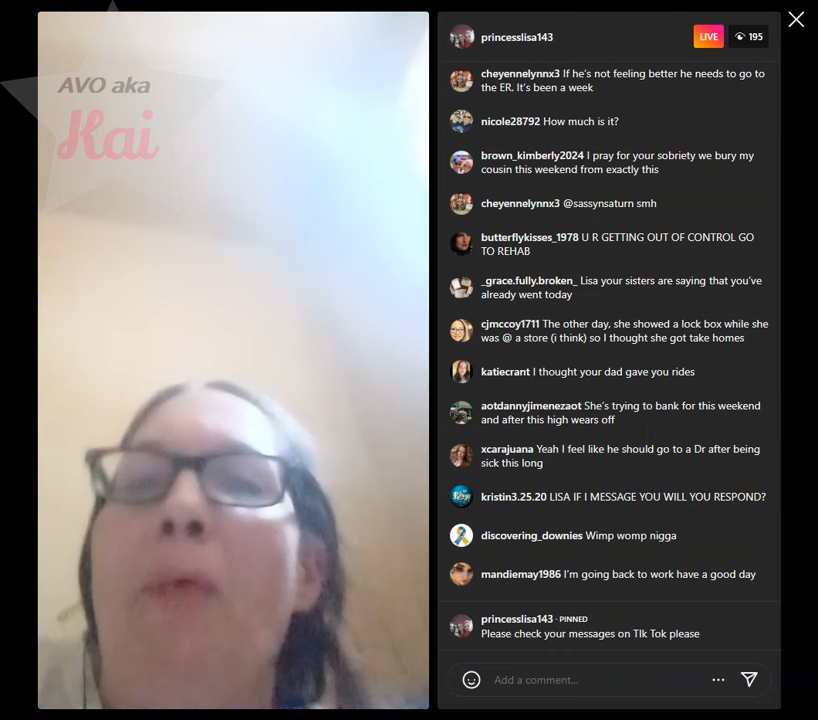 AVO aka
Kai
princesslisa143
LIVE
195
cheyennelynnx3 If he's not feeling better he needs to go to
the ER. It's been a week
nicole28792 How much is it?
brown_kimberly2024 I pray for your sobriety we bury my
cousin this weekend from exactly this
cheyennelynnx3 @sassynsaturn smh
butterflykisses_1978 U R GETTING OUT OF CONTROL GO
TO REHAB
_grace.fully.broken_ Lisa your sisters are saying that you've
already went today
cjmccoy1711 The other day, she showed a lock box while she
was @ a store (i think) so I thought she got take homes
katiecrant I thought your dad gave you rides
aotdannyjimenezaot She's trying to bank for this weekend
and after this high wears off
xcarajuana Yeah I feel like he should go to a Dr after being
sick this long
kristin3.25.20 LISA IF I MESSAGE YOU WILL YOU RESPOND?
discovering_downies Wimp womp nigga
mandiemay1986 I'm going back to work have a good day
princesslisa143 · PINNED
Please check your messages on TIk Tok please
Add a comment...